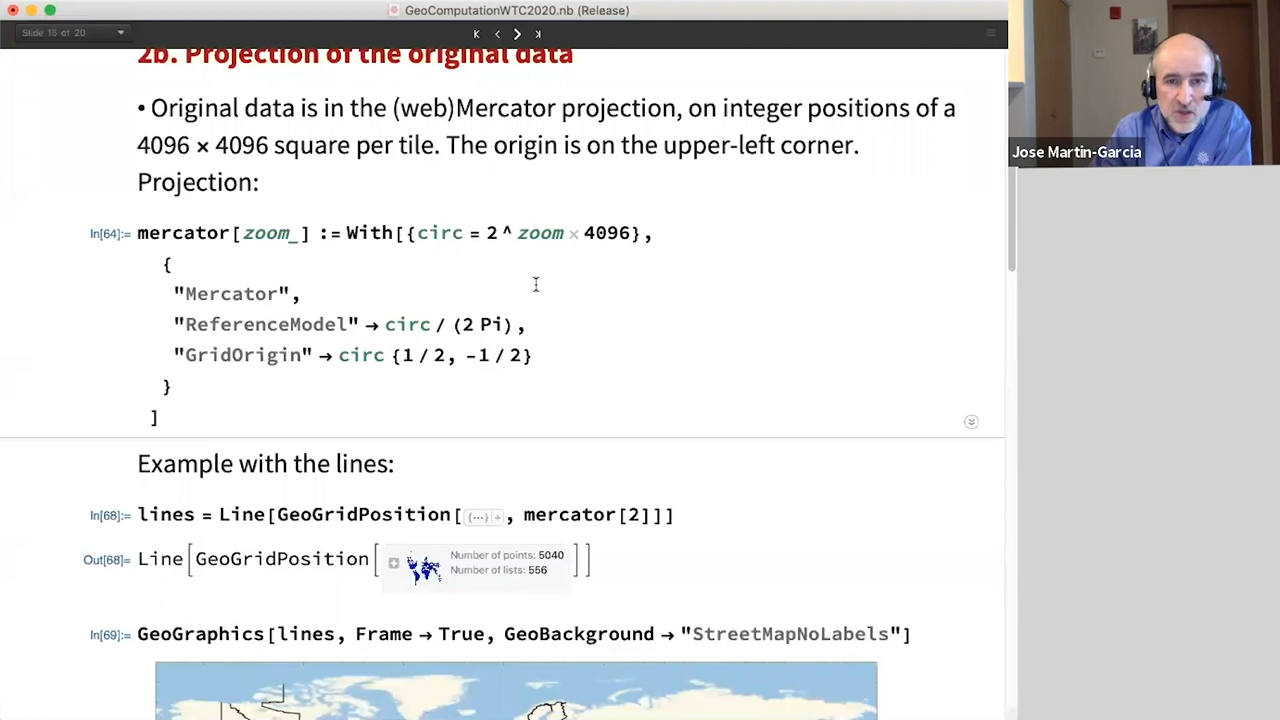 GeoComputationWTC2020.nb (Release)
Slide 15 of 20
2b. Projection of the original data
• Original data is in the (web)Mercator projection, on integer positions of a
4096 × 4096 square per tile. The origin is on the upper-left corner.
Projection:
In[64]:= mercator[zoom_] := With[{circ = 2 ^ zoom × 4096},
{
"Mercator",
"ReferenceModel" → circ / (2 Pi),
"GridOrigin" → circ {1 / 2, -1 / 2}
}
]
Example with the lines:
In[68]:= lines = Line[GeoGridPosition[{⋯} +, mercator[2]]]
Out[68]= Line[GeoGridPosition[
Number of points: 5040
Number of lists: 556
]]
In[69]:= GeoGraphics[lines, Frame → True, GeoBackground → "StreetMapNoLabels"]
Jose Martin-Garcia